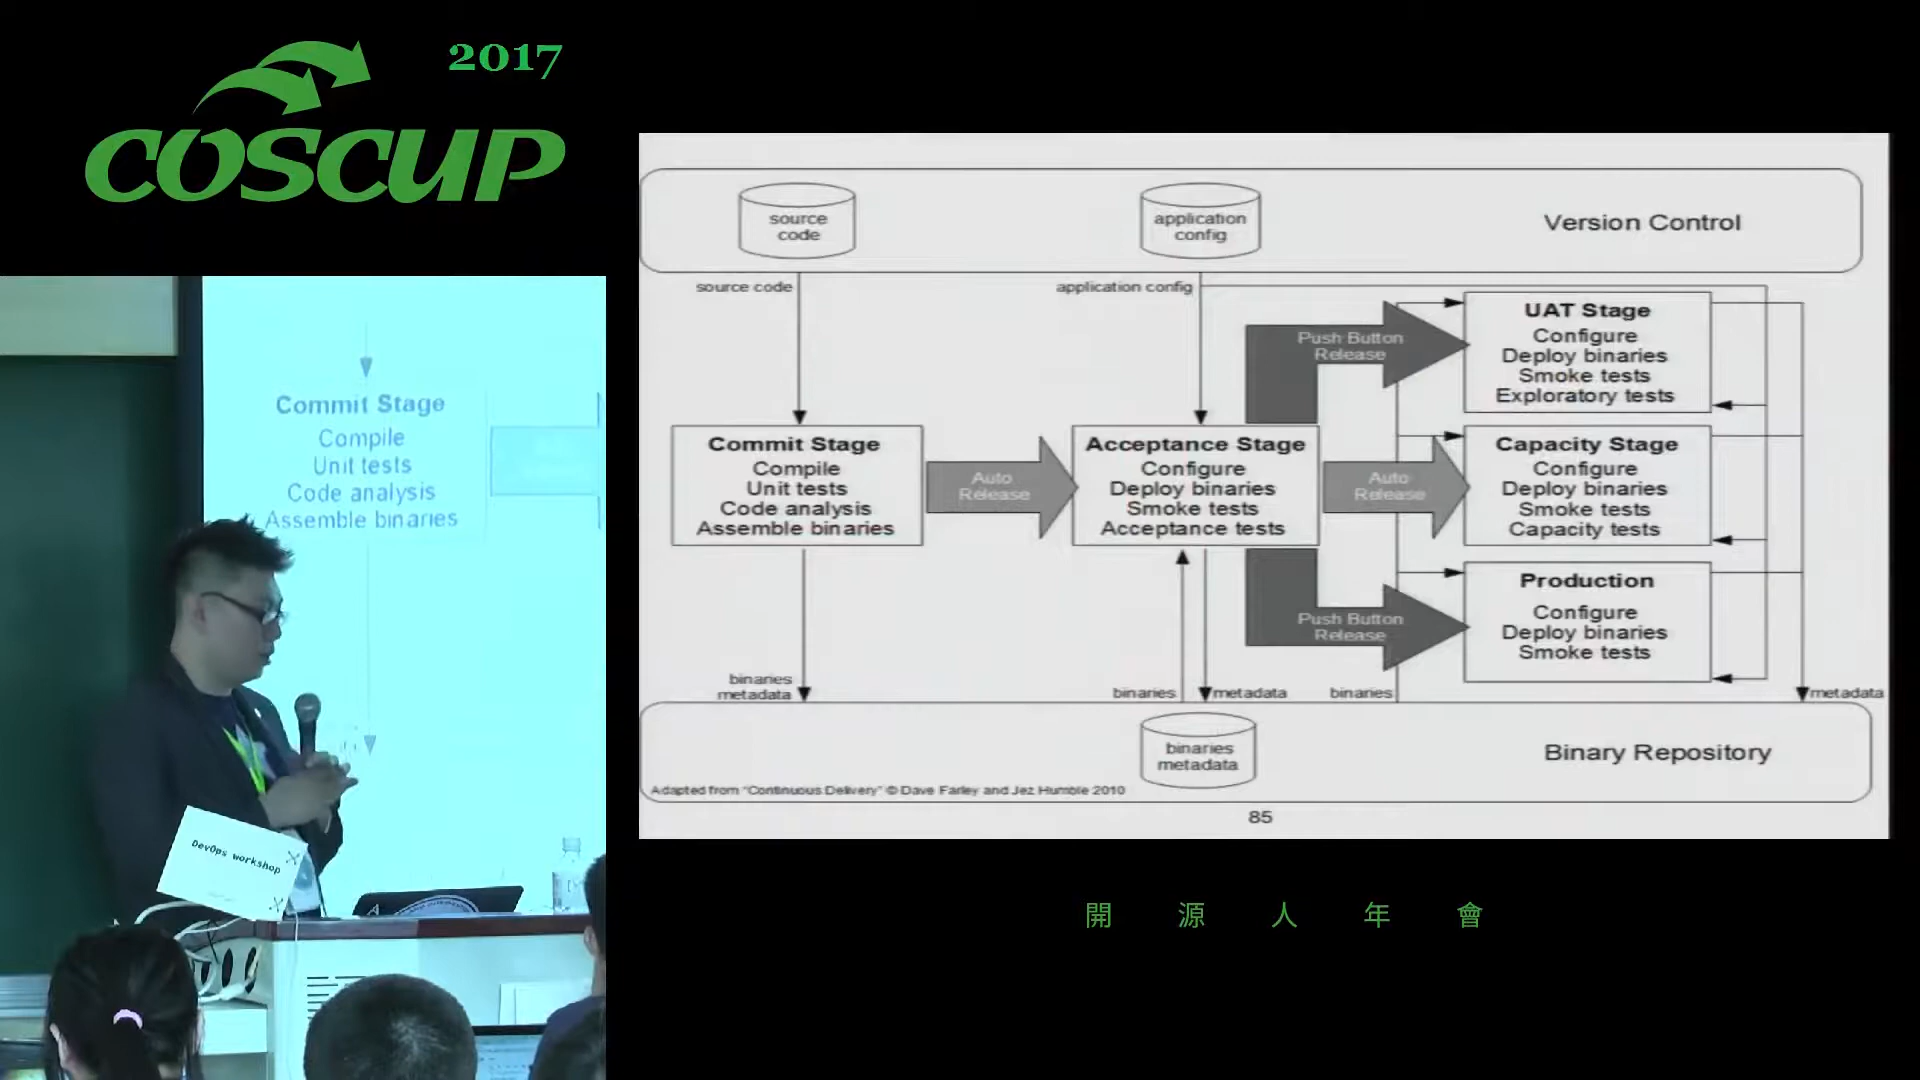 2017
COSCUP
Commit Stage
Compile
Unit tests
Code analysis
Assemble binaries
DevOps workshop
source
code
application
config
Version Control
source code
application config
Push Button
Release
UAT Stage
Configure
Deploy binaries
Smoke tests
Exploratory tests
Commit Stage
Compile
Unit tests
Code analysis
Assemble binaries
Auto
Release
Acceptance Stage
Configure
Deploy binaries
Smoke tests
Acceptance tests
Auto
Release
Capacity Stage
Configure
Deploy binaries
Smoke tests
Capacity tests
Push Button
Release
Production
Configure
Deploy binaries
Smoke tests
binaries
metadata
binaries
metadata
binaries
metadata
binaries
metadata
Binary Repository
Adapted from "Continuous Delivery" © Dave Farley and Jez Humble 2010
85
開源人年會